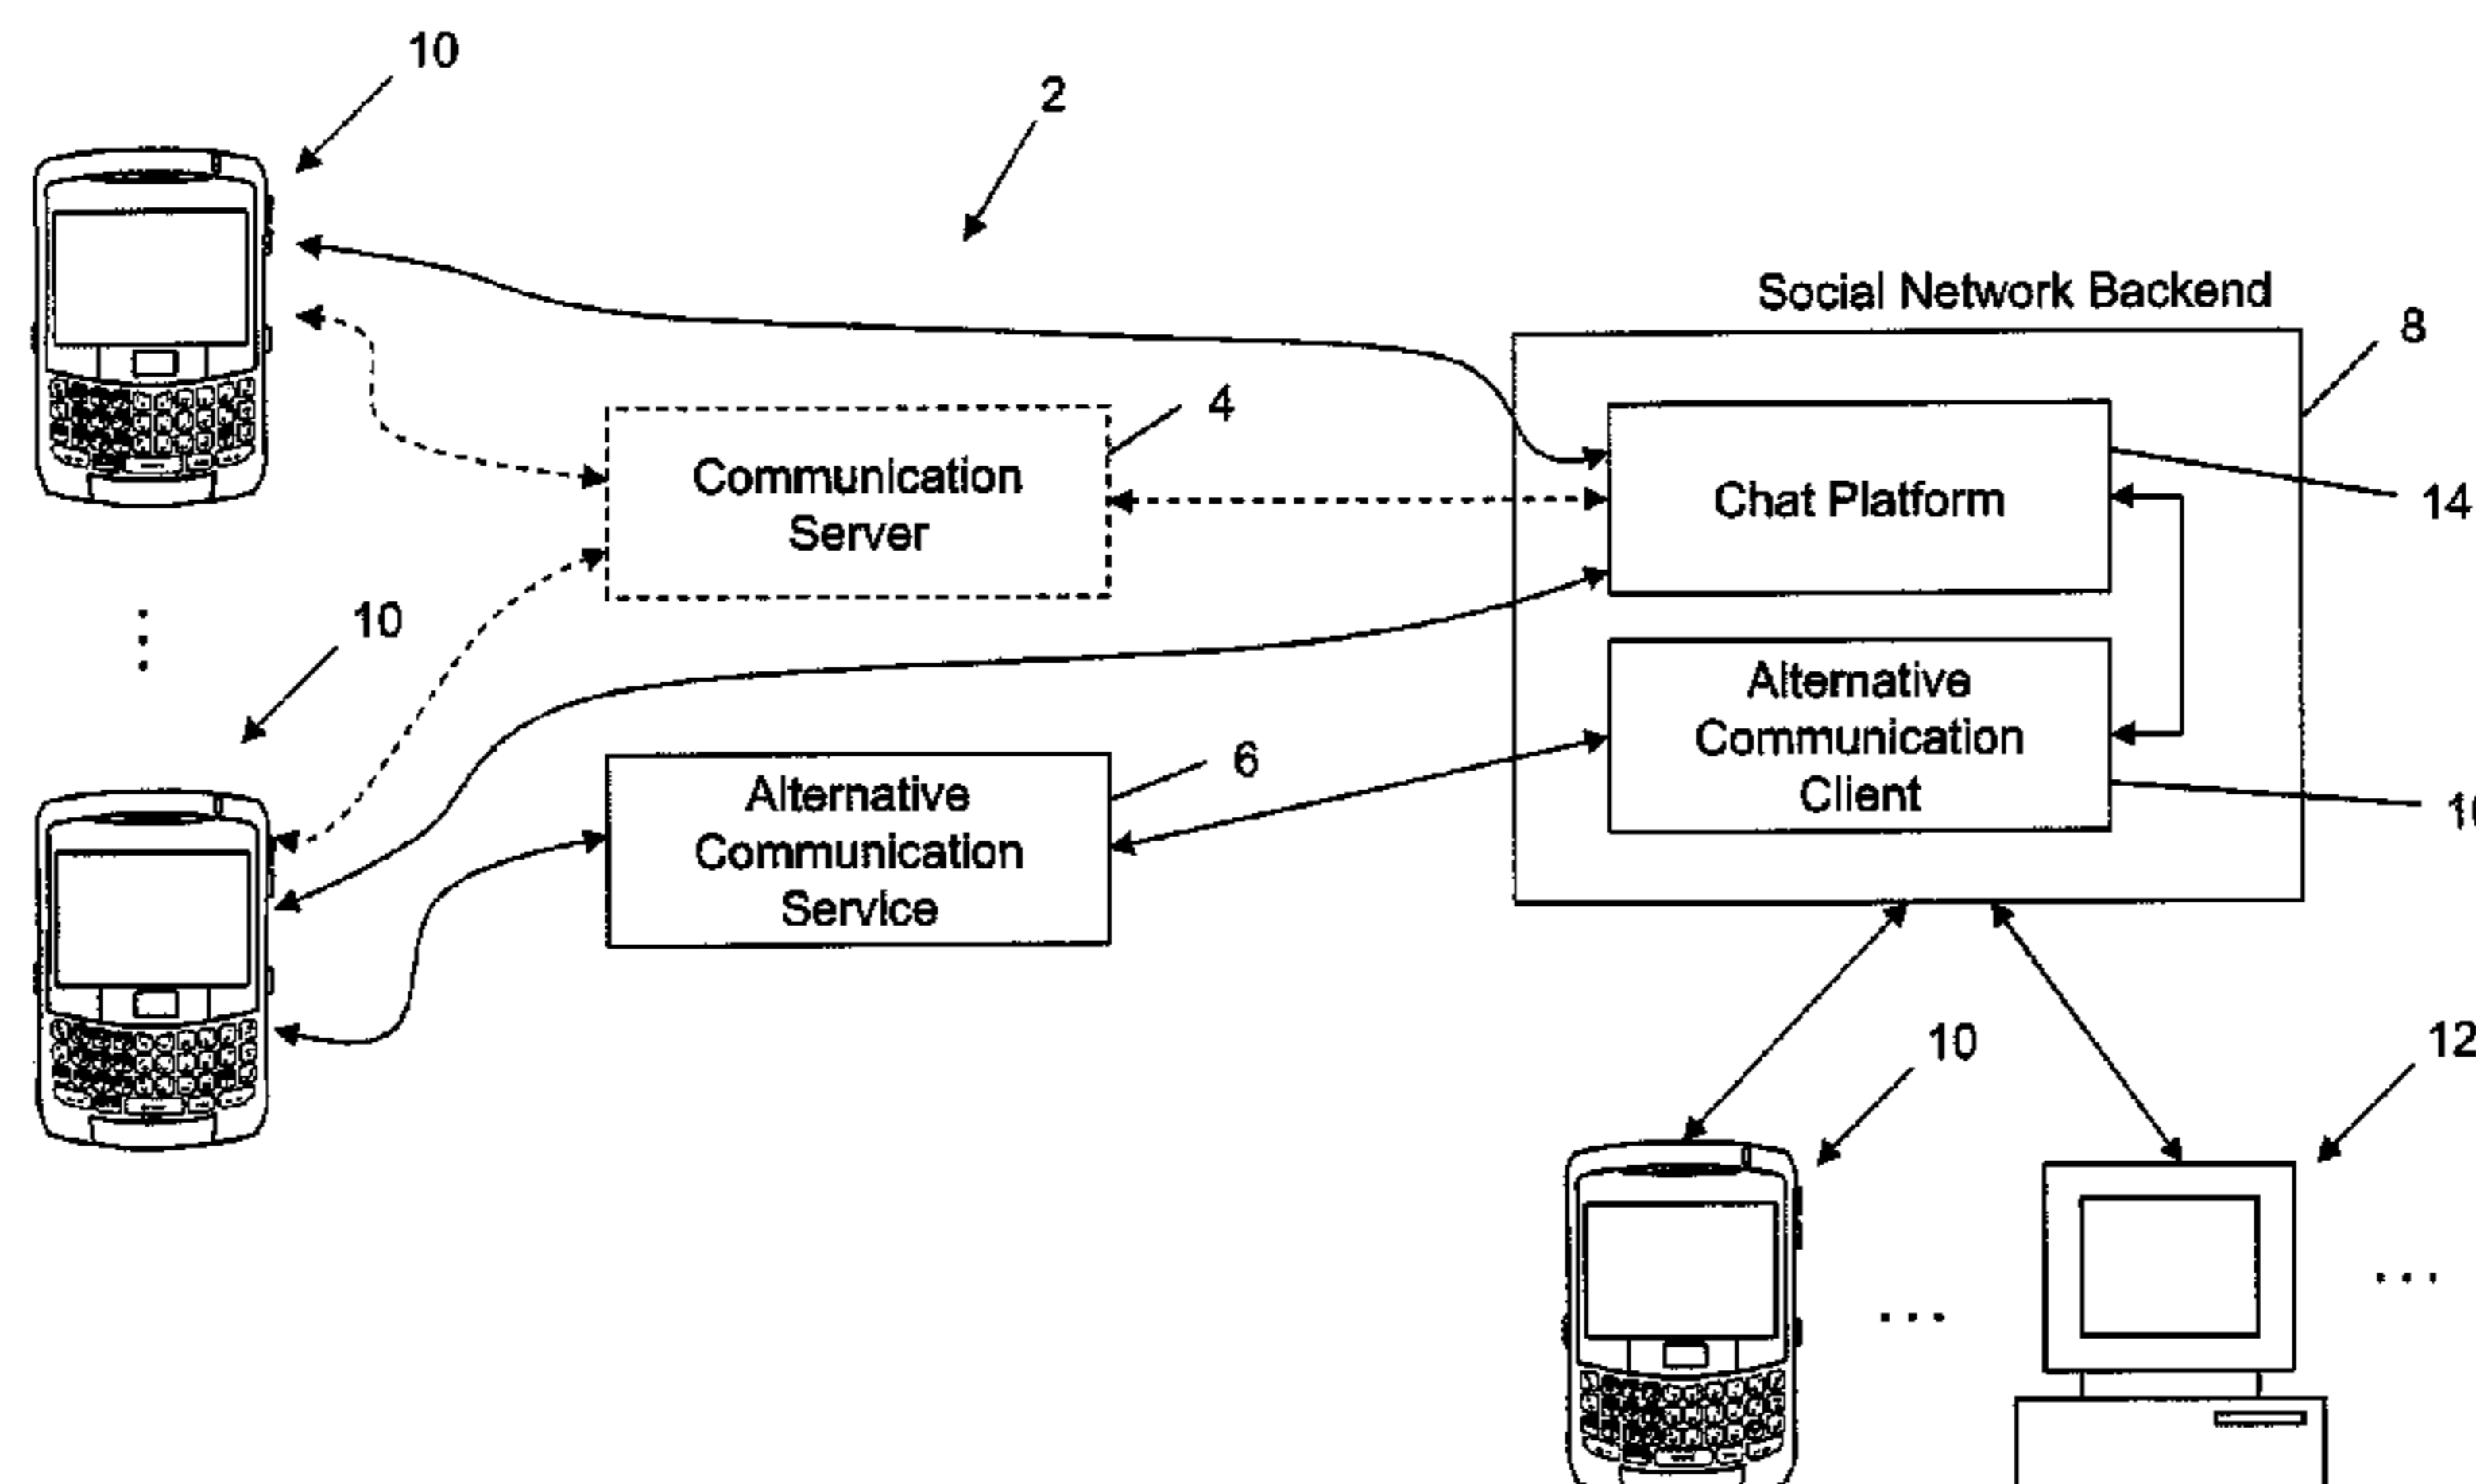 10
2
Social Network Backend
8
4
Communication
Server
Chat Platform
14
10
Alternative
Communication
Client
6
Alternative
Communication
Service
10
12